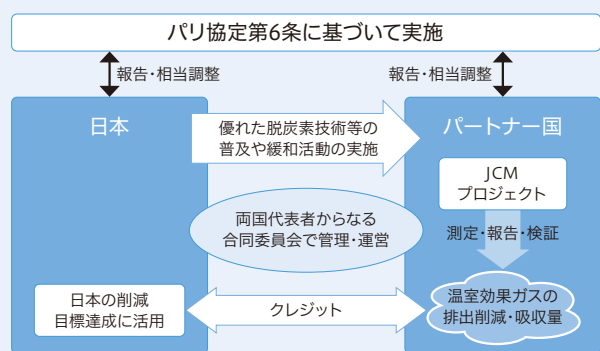 パリ協定第6条に基づいて実施
報告・相当調整
報告・相当調整
日本
優れた脱炭素技術等の
普及や緩和活動の実施
パートナー国
JCM
プロジェクト
両国代表者からなる
合同委員会で管理・運営
測定・報告・検証
日本の削減
目標達成に活用
クレジット
温室効果ガスの
排出削減・吸収量